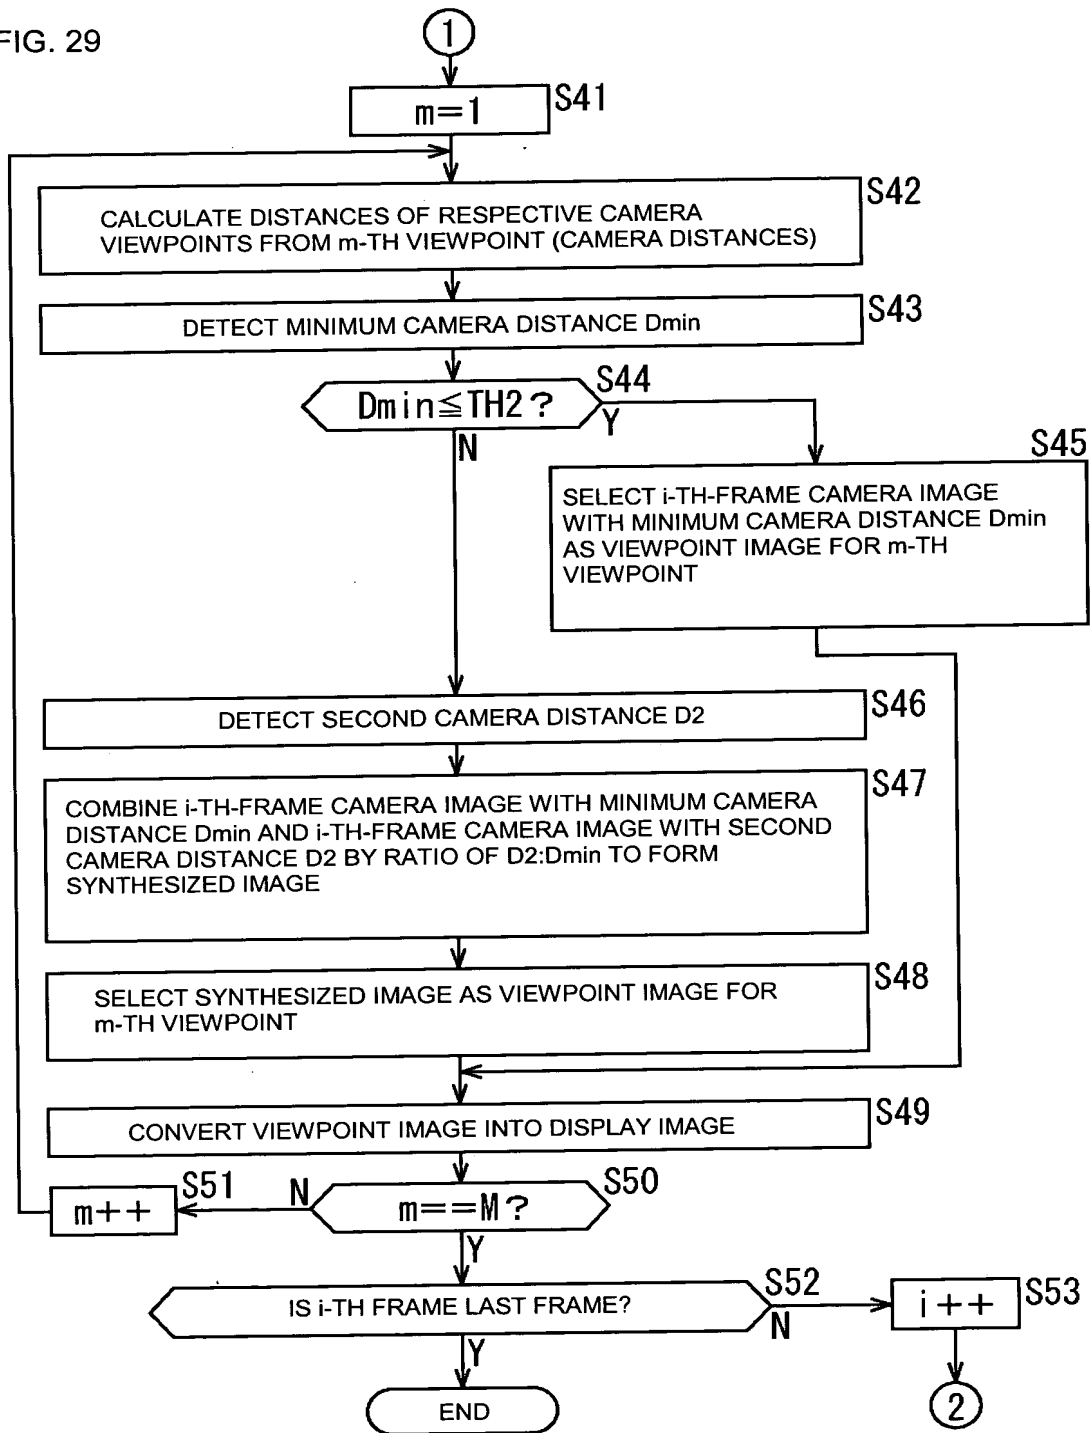 FIG. 29
1
m=1
S41
S42
CALCULATE DISTANCES OF RESPECTIVE CAMERA
VIEWPOINTS FROM m-TH VIEWPOINT (CAMERA DISTANCES)
S43
DETECT MINIMUM CAMERA DISTANCE Dmin
S44
Dmin≦TH2?
Y
N
S45
SELECT i-TH-FRAME CAMERA IMAGE
WITH MINIMUM CAMERA DISTANCE Dmin
AS VIEWPOINT IMAGE FOR m-TH
VIEWPOINT
S46
DETECT SECOND CAMERA DISTANCE D2
S47
COMBINE i-TH-FRAME CAMERA IMAGE WITH MINIMUM CAMERA
DISTANCE Dmin AND i-TH-FRAME CAMERA IMAGE WITH SECOND
CAMERA DISTANCE D2 BY RATIO OF D2:Dmin TO FORM
SYNTHESIZED IMAGE
S48
SELECT SYNTHESIZED IMAGE AS VIEWPOINT IMAGE FOR
m-TH VIEWPOINT
S49
CONVERT VIEWPOINT IMAGE INTO DISPLAY IMAGE
S51
m++
N
S50
m==M?
Y
S52
IS i-TH FRAME LAST FRAME?
N
S53
i++
Y
END
2